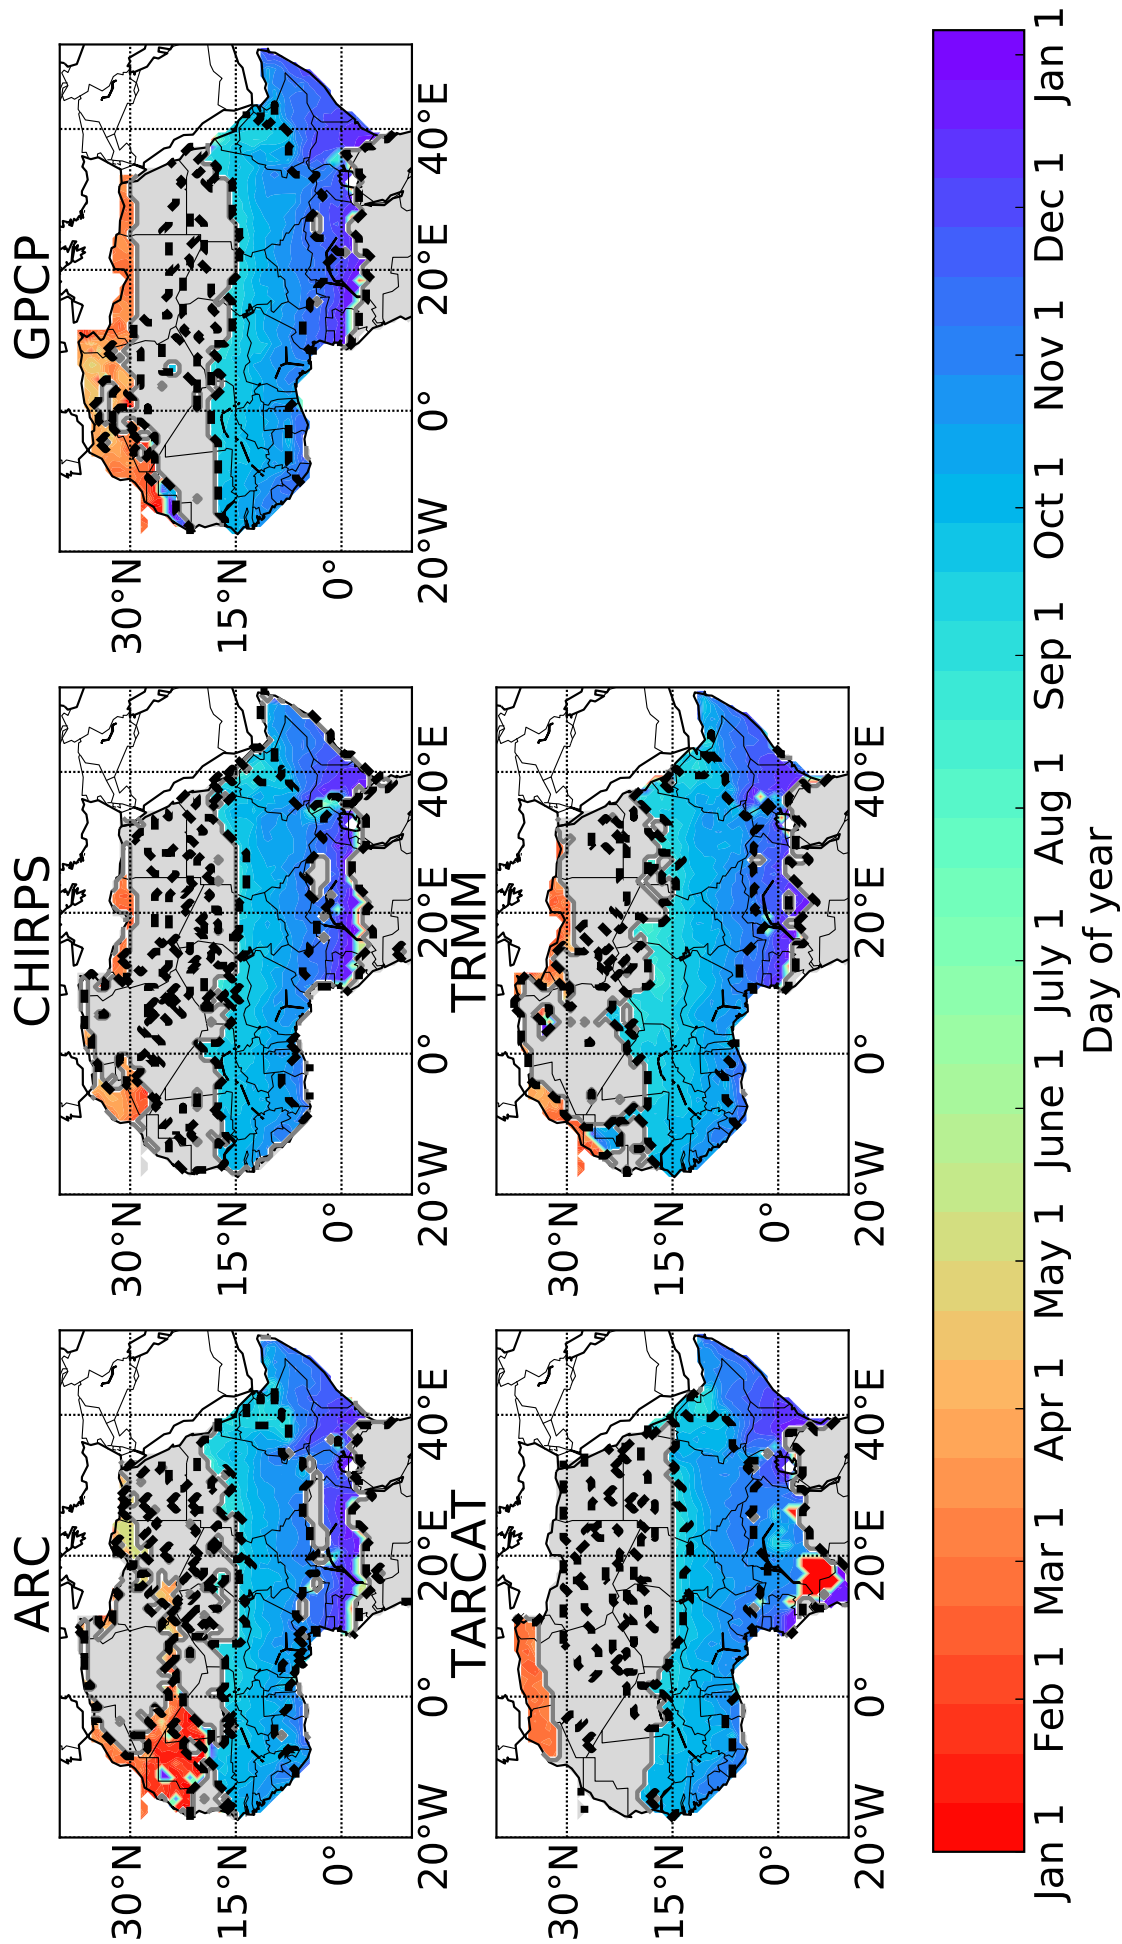 ARC CHIRPS GPCP
30°N 30°N 30°N
15°N 15°N 15°N
0° 0° 0°
20°W 0° 20°E 40°E 20°W 0° 20°E 40°E 20°W 0° 20°E 40°E
TARCAT TRMM
30°N 30°N
15°N 15°N
0° 0°
20°W 0° 20°E 40°E 20°W 0° 20°E 40°E
Jan 1 Feb 1 Mar 1 Apr 1 May 1 June 1 July 1 Aug 1 Sep 1 Oct 1 Nov 1 Dec 1 Jan 1
Day of year